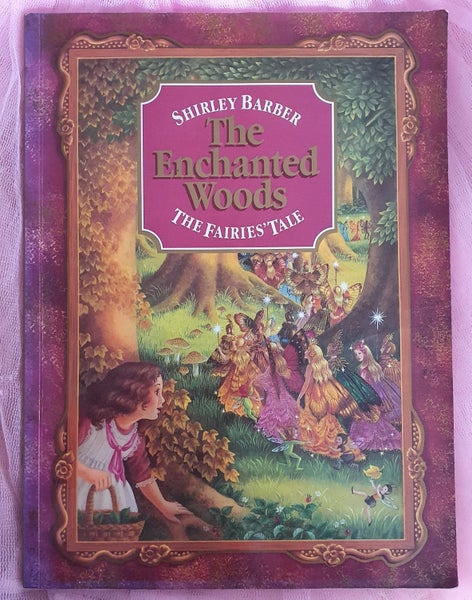 SHIRLEY BARBER
The
Enchanted
Woods
THE FAIRIES' TALE